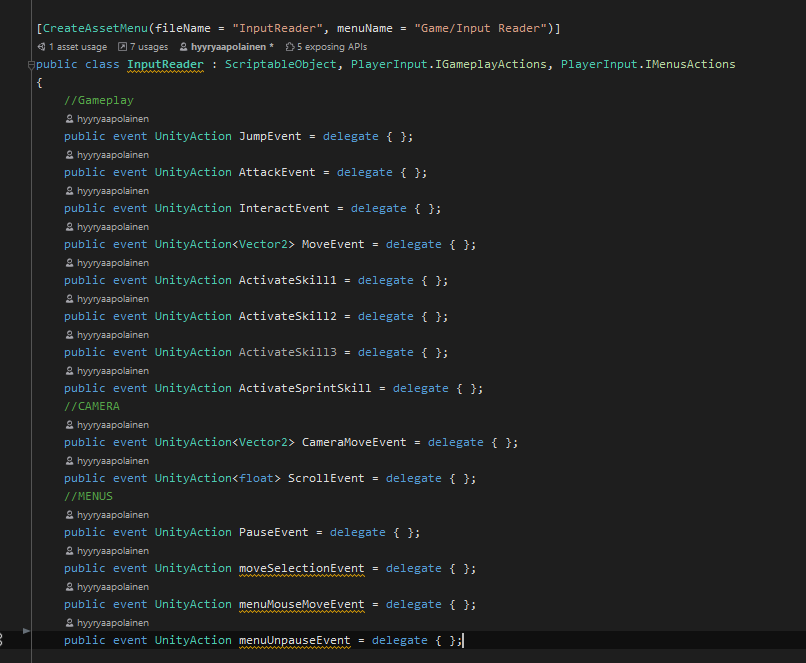 [CreateAssetMenu(fileName = "InputReader", menuName = "Game/Input Reader")]
1 asset usage 7 usages hyyryaapolainen * 5 exposing APIs
public class InputReader : ScriptableObject, PlayerInput.IGameplayActions, PlayerInput.IMenusActions
{
//Gameplay
hyyryaapolainen
public event UnityAction JumpEvent = delegate { };
hyyryaapolainen
public event UnityAction AttackEvent = delegate { };
hyyryaapolainen
public event UnityAction InteractEvent = delegate { };
hyyryaapolainen
public event UnityAction<Vector2> MoveEvent = delegate { };
hyyryaapolainen
public event UnityAction ActivateSkill1 = delegate { };
hyyryaapolainen
public event UnityAction ActivateSkill2 = delegate { };
hyyryaapolainen
public event UnityAction ActivateSkill3 = delegate { };
hyyryaapolainen
public event UnityAction ActivateSprintSkill = delegate { };
//CAMERA
hyyryaapolainen
public event UnityAction<Vector2> CameraMoveEvent = delegate { };
hyyryaapolainen
public event UnityAction<float> ScrollEvent = delegate { };
//MENUS
hyyryaapolainen
public event UnityAction PauseEvent = delegate { };
hyyryaapolainen
public event UnityAction moveSelectionEvent = delegate { };
hyyryaapolainen
public event UnityAction menuMouseMoveEvent = delegate { };
hyyryaapolainen
public event UnityAction menuUnpauseEvent = delegate { };